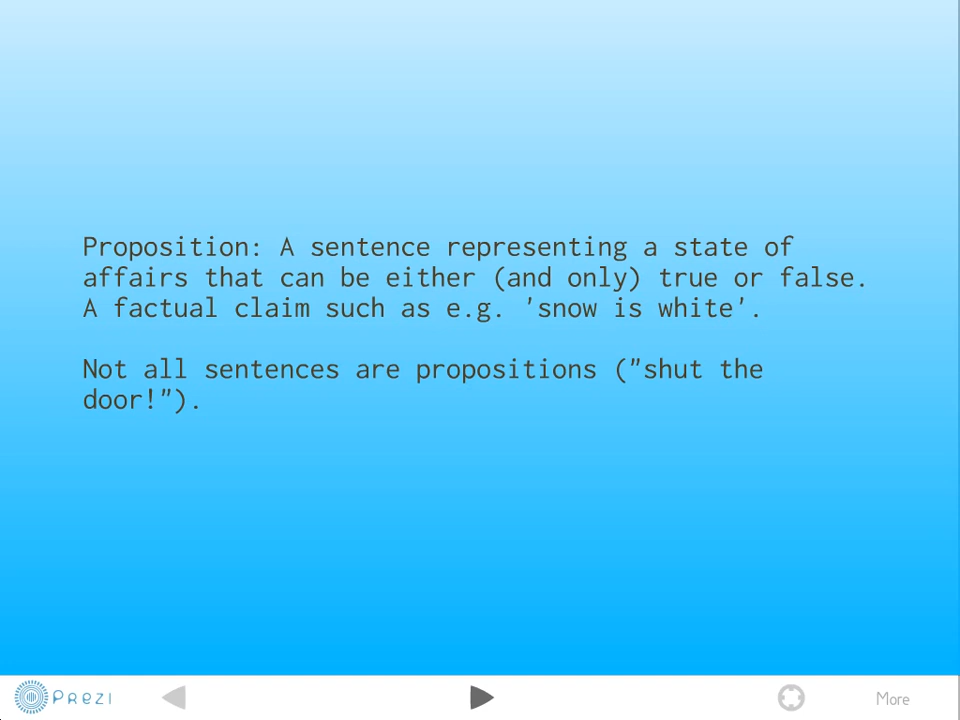 Proposition: A sentence representing a state of
affairs that can be either (and only) true or false.
A factual claim such as e.g. 'snow is white'.
Not all sentences are propositions ("shut the
door!").
Prezi
More